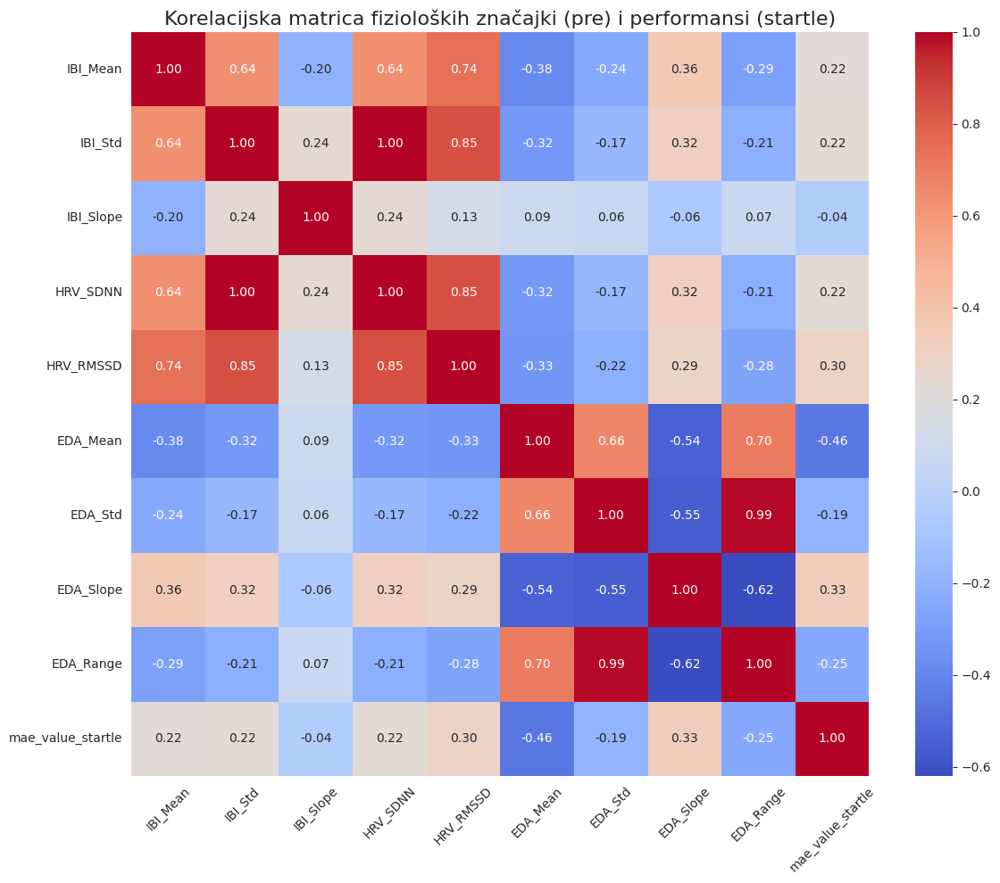 Korelacijska matrica fizioloških značajki (pre) i performansi (startle)
IBI_Mean 1.00 0.64 -0.20 0.64 0.74 -0.38 -0.24 0.36 -0.29 0.22
IBI_Std 0.64 1.00 0.24 1.00 0.85 -0.32 -0.17 0.32 -0.21 0.22
IBI_Slope -0.20 0.24 1.00 0.24 0.13 0.09 0.06 -0.06 0.07 -0.04
HRV_SDNN 0.64 1.00 0.24 1.00 0.85 -0.32 -0.17 0.32 -0.21 0.22
HRV_RMSSD 0.74 0.85 0.13 0.85 1.00 -0.33 -0.22 0.29 -0.28 0.30
EDA_Mean -0.38 -0.32 0.09 -0.32 -0.33 1.00 0.66 -0.54 0.70 -0.46
EDA_Std -0.24 -0.17 0.06 -0.17 -0.22 0.66 1.00 -0.55 0.99 -0.19
EDA_Slope 0.36 0.32 -0.06 0.32 0.29 -0.54 -0.55 1.00 -0.62 0.33
EDA_Range -0.29 -0.21 0.07 -0.21 -0.28 0.70 0.99 -0.62 1.00 -0.25
mae_value_startle 0.22 0.22 -0.04 0.22 0.30 -0.46 -0.19 0.33 -0.25 1.00
IBI_Mean IBI_Std IBI_Slope HRV_SDNN HRV_RMSSD EDA_Mean EDA_Std EDA_Slope EDA_Range mae_value_startle
1.0
0.8
0.6
0.4
0.2
0.0
−0.2
−0.4
−0.6